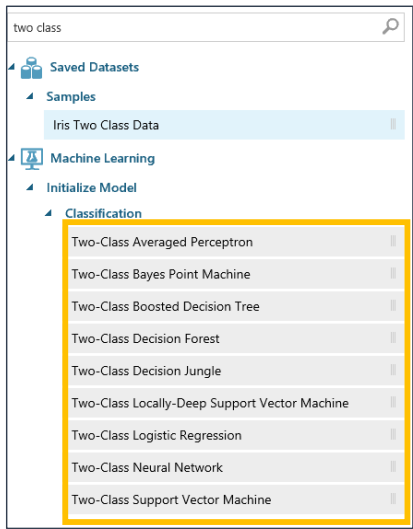 two class
Saved Datasets
Samples
Iris Two Class Data
Machine Learning
Initialize Model
Classification
Two-Class Averaged Perceptron
Two-Class Bayes Point Machine
Two-Class Boosted Decision Tree
Two-Class Decision Forest
Two-Class Decision Jungle
Two-Class Locally-Deep Support Vector Machine
Two-Class Logistic Regression
Two-Class Neural Network
Two-Class Support Vector Machine